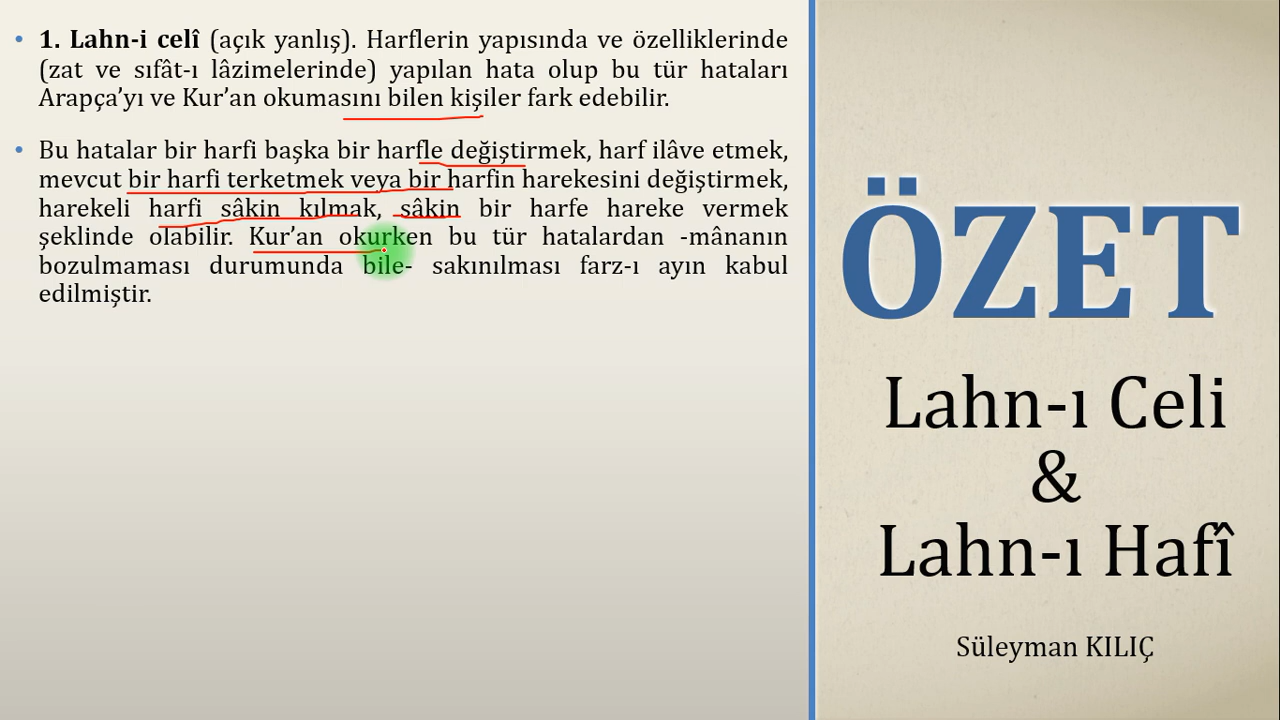 1. Lahn-i celî (açık yanlış). Harflerin yapısında ve özelliklerinde
(zat ve sıfât-ı lâzimelerinde) yapılan hata olup bu tür hataları
Arapça’yı ve Kur’an okumasını bilen kişiler fark edebilir.
Bu hatalar bir harfi başka bir harfle değiştirmek, harf ilâve etmek,
mevcut bir harfi terketmek veya bir harfin harekesini değiştirmek,
harekeli harfi sâkin kılmak, sâkin bir harfe hareke vermek
şeklinde olabilir. Kur’an okurken bu tür hatalardan -mânanın
bozulmaması durumunda bile- sakınılması farz-ı ayın kabul
edilmiştir.
ÖZET
Lahn-ı Celi
&
Lahn-ı Hafî
Süleyman KILIÇ